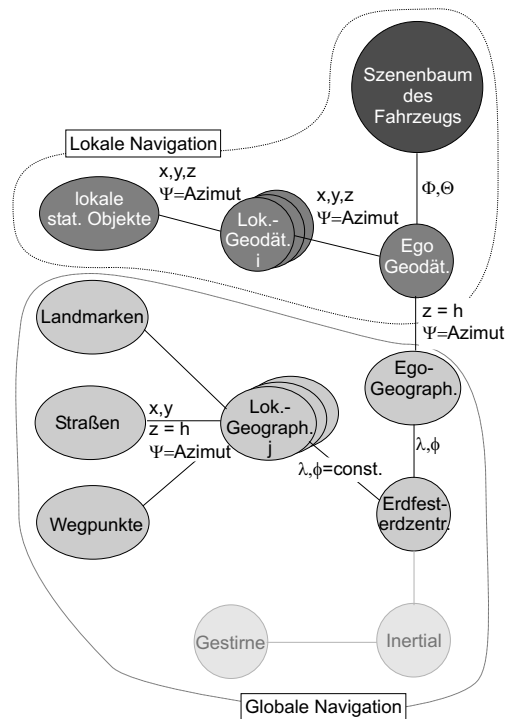 Szenenbaum
des
Fahrzeugs
Lokale Navigation
x,y,z
Ψ=Azimut
x,y,z
Ψ=Azimut
Φ,Θ
lokale
stat. Objekte
Lok.-
Geodät.
i
Ego
Geodät.
z = h
Ψ=Azimut
Landmarken
Ego-
Geograph.
Straßen
x,y
z = h
Ψ=Azimut
Lok.-
Geograph.
j
λ,ϕ
λ,ϕ=const.
Wegpunkte
Erdfest-
erdzentr.
Gestirne
Inertial
Globale Navigation